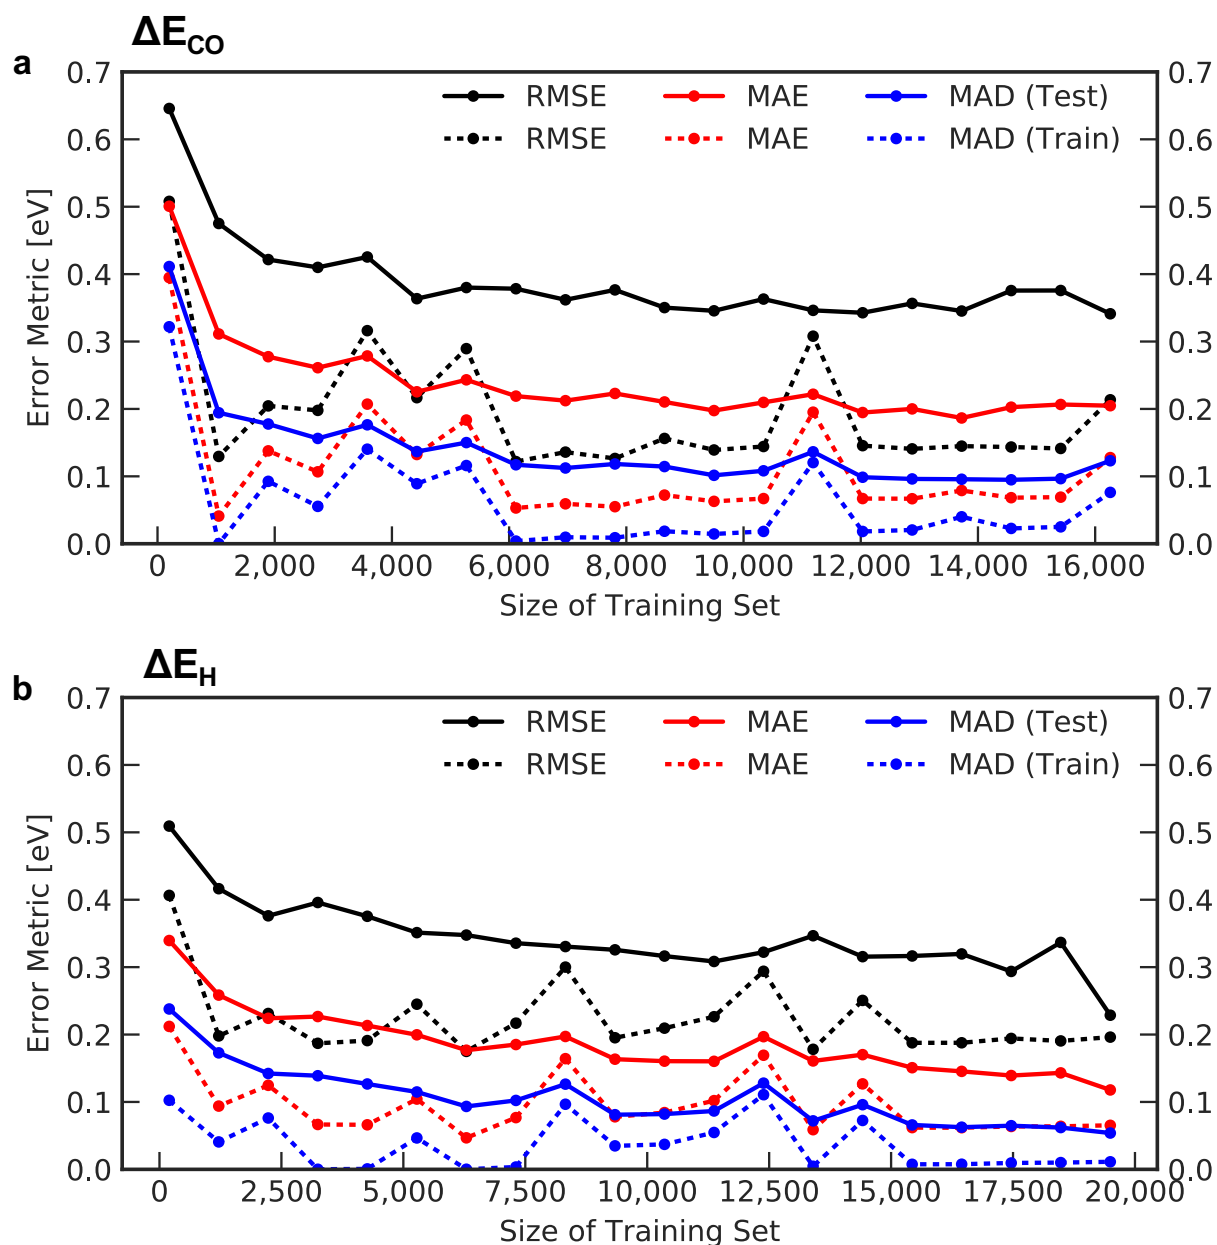 ΔE_CO
a
0.7 0.7
RMSE MAE MAD (Test)
RMSE MAE MAD (Train)
0.6 0.6
0.5 0.5
0.4 0.4
0.3 0.3
0.2 0.2
0.1 0.1
0.0 0.0
Error Metric [eV]
0 2,000 4,000 6,000 8,000 10,000 12,000 14,000 16,000
Size of Training Set
ΔE_H
b
0.7 0.7
RMSE MAE MAD (Test)
RMSE MAE MAD (Train)
0.6 0.6
0.5 0.5
0.4 0.4
0.3 0.3
0.2 0.2
0.1 0.1
0.0 0.0
Error Metric [eV]
0 2,500 5,000 7,500 10,000 12,500 15,000 17,500 20,000
Size of Training Set